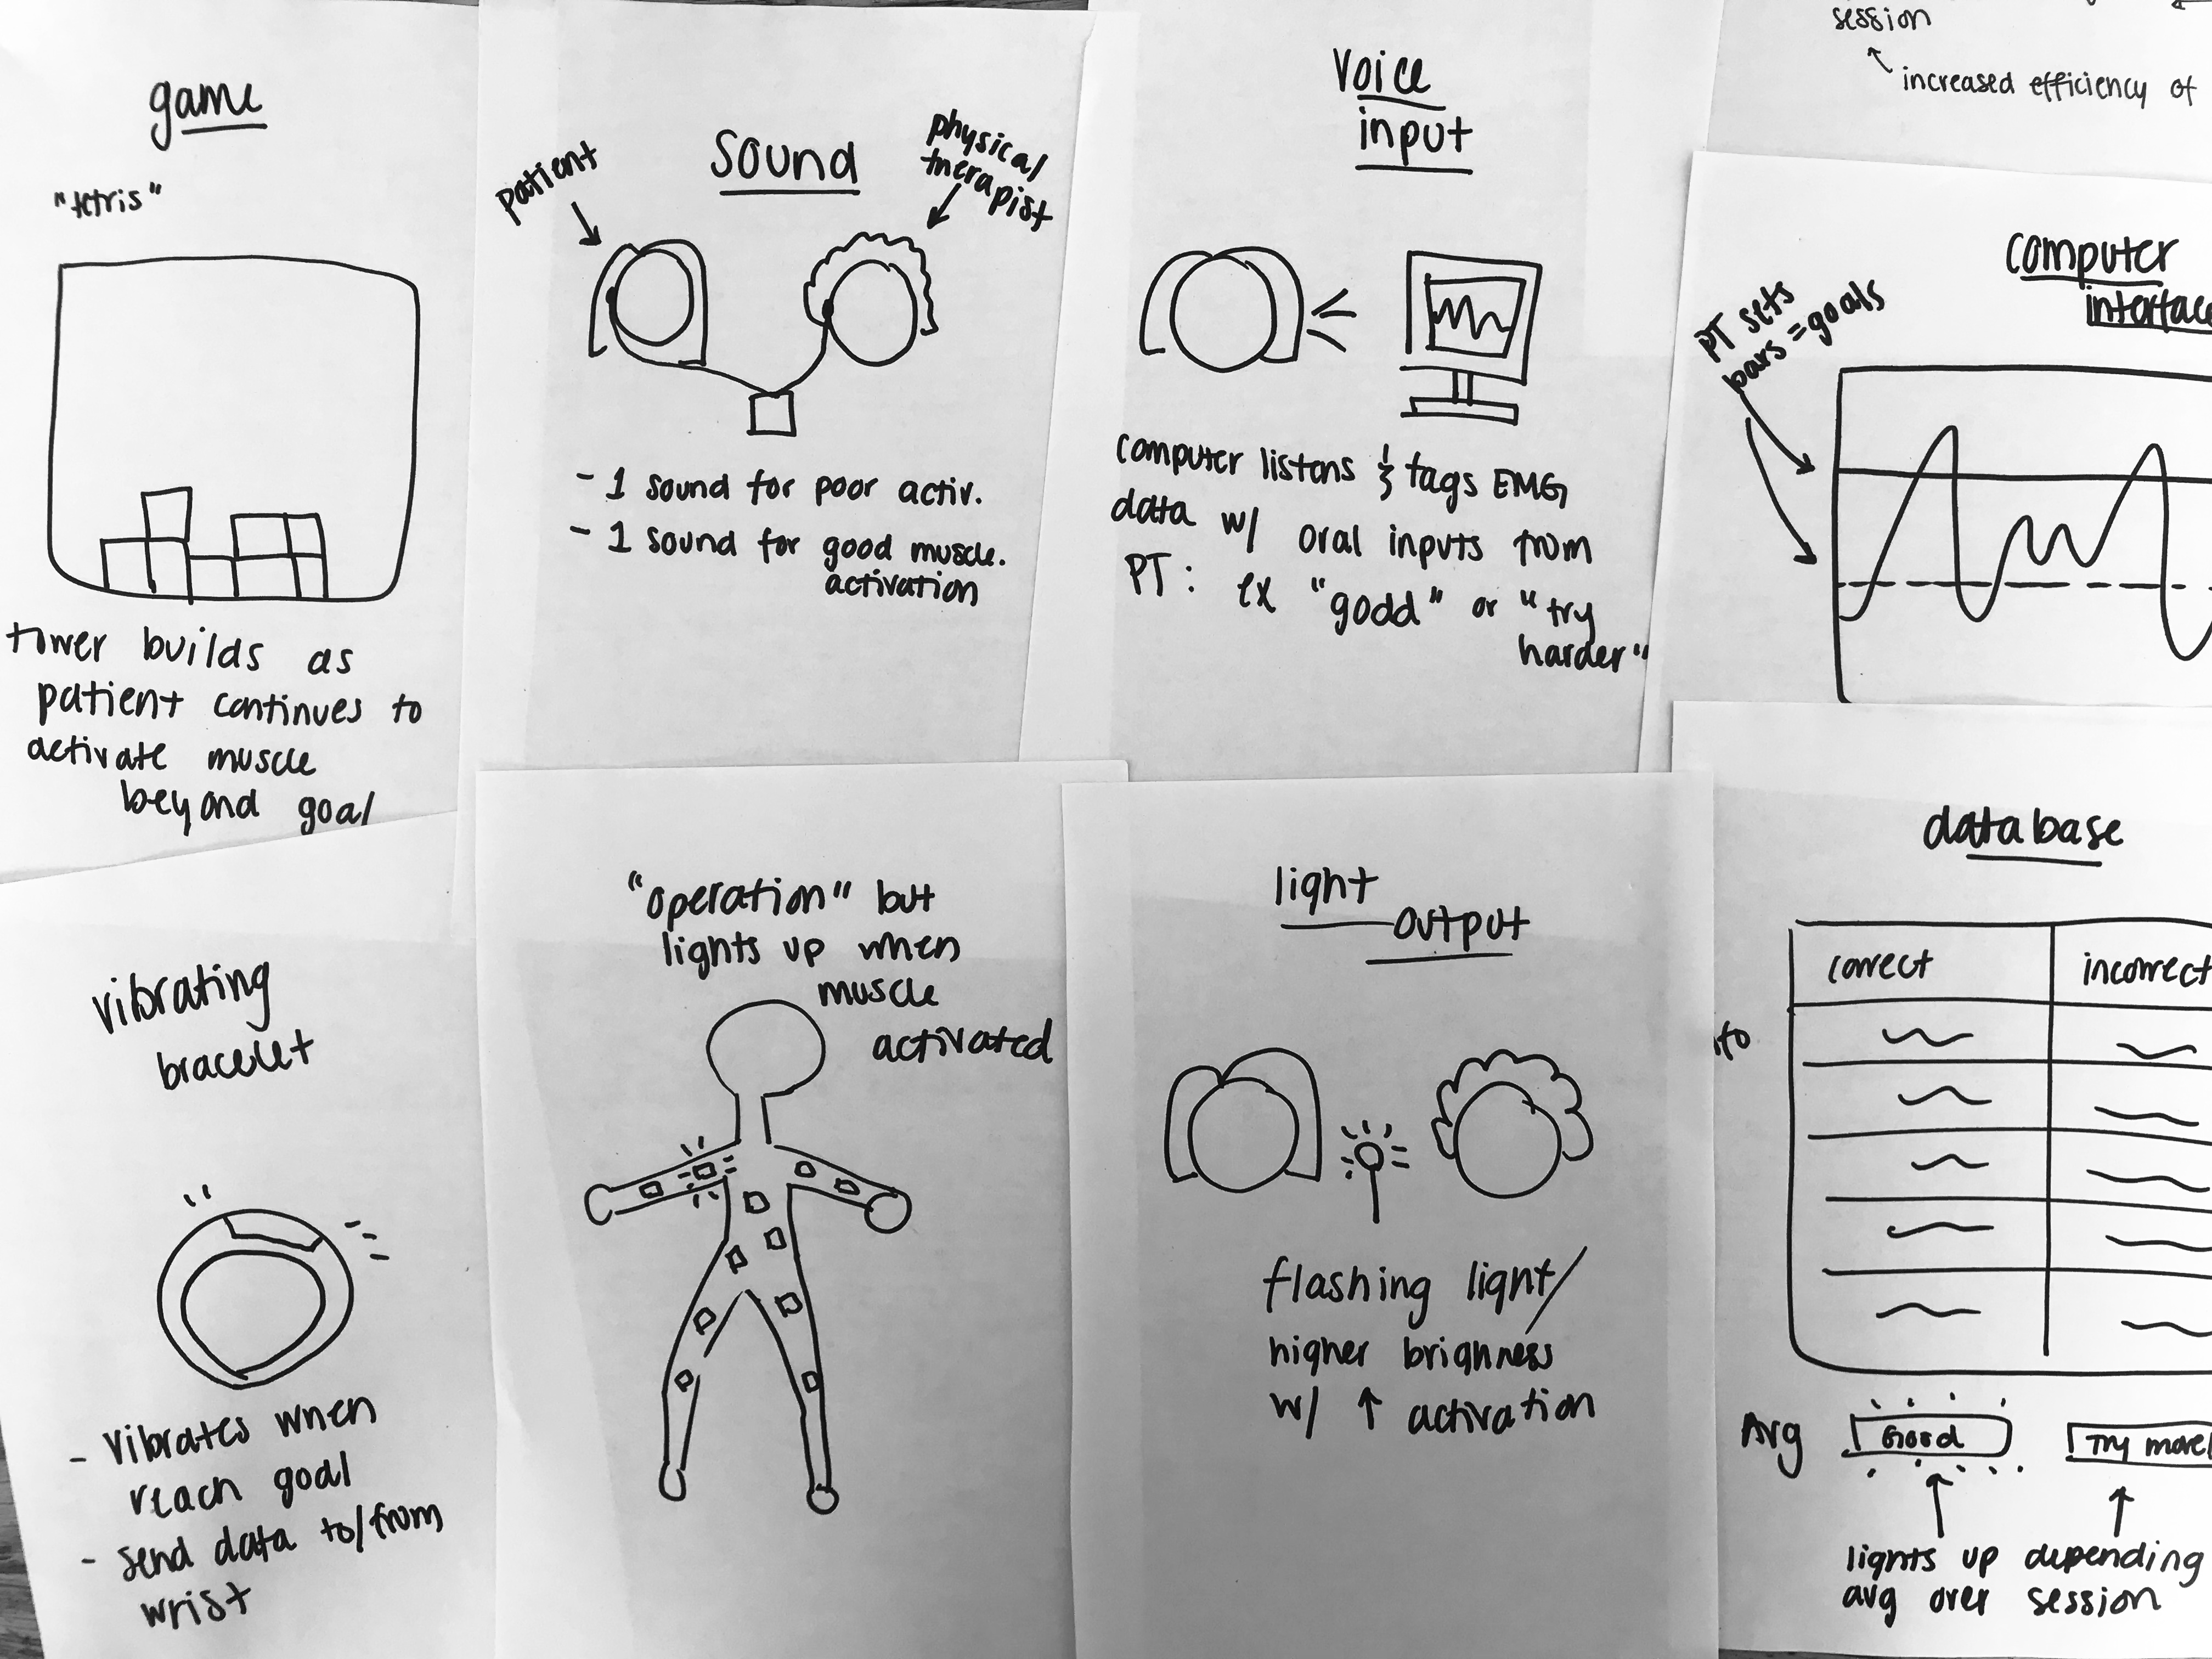 game
"tetris"
tower builds as
patient continues to
activate muscle
beyond goal
sound
patient
physical
therapist
- 1 sound for poor activ.
- 1 sound for good muscle.
activation
Voice
input
computer listens & tags EMG
data w/ oral inputs from
PT: ex "godd" or "try
harder"
session
increased efficiency of
computer
interface
PT sets
bars = goals
vibrating
bracelet
- vibrates when
reach goal
- send data to/from
wrist
"operation" but
lights up when
muscle
activated
light
output
flashing light/
higher brighness
w/ ↑ activation
database
correct
incorrect
to
Avg
Good
Try more!
lights up depending
avg over session